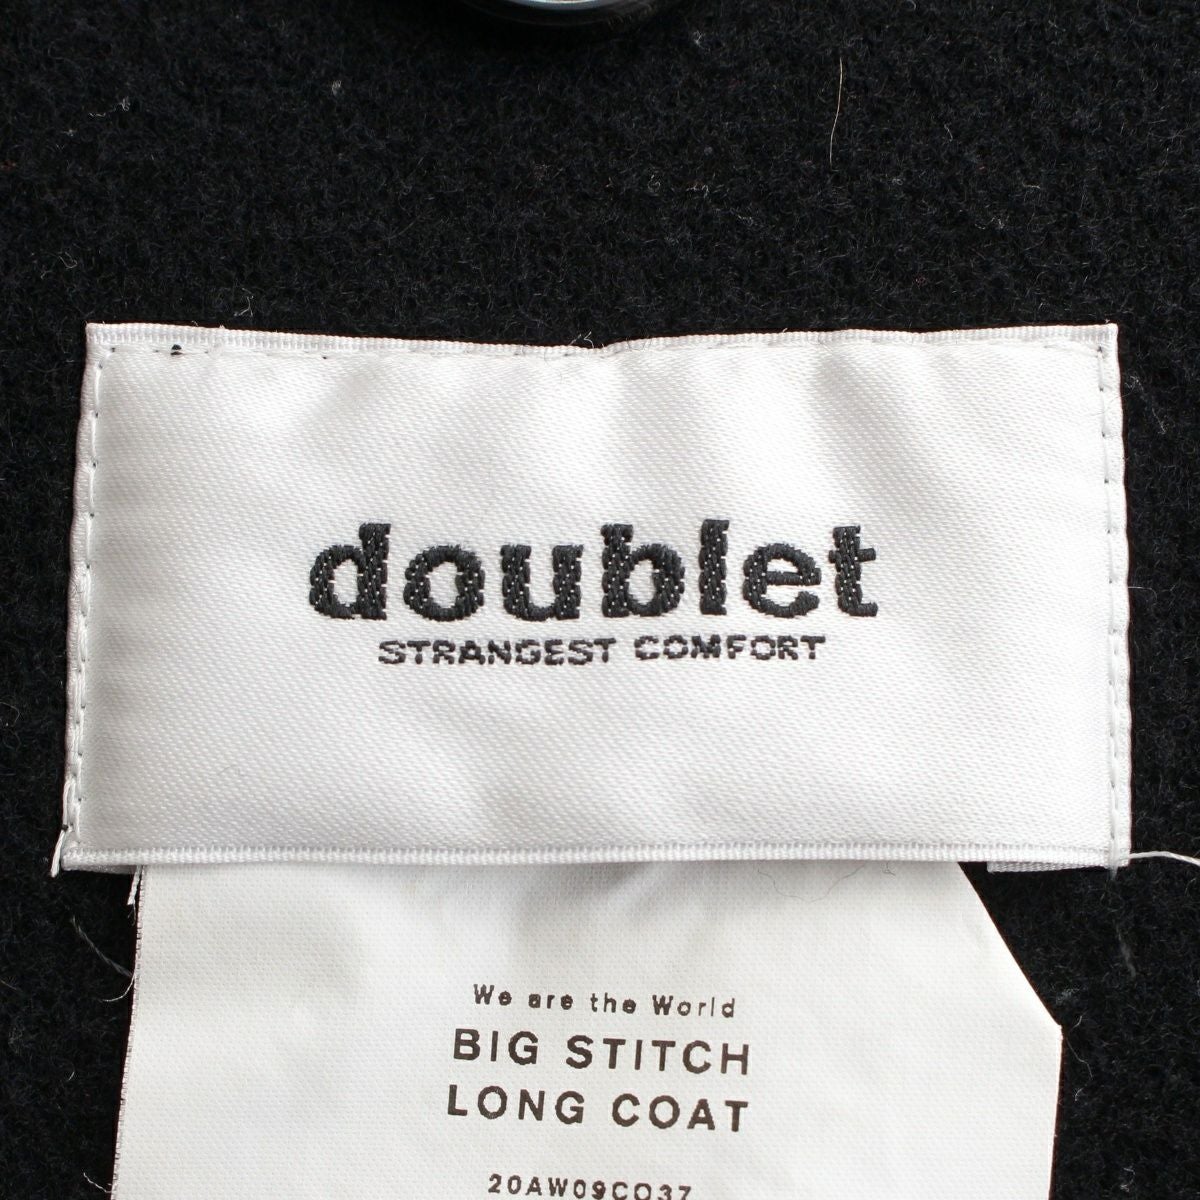 doublet
STRANGEST COMFORT
We are the World
BIG STITCH
LONG COAT
20AW09CO37